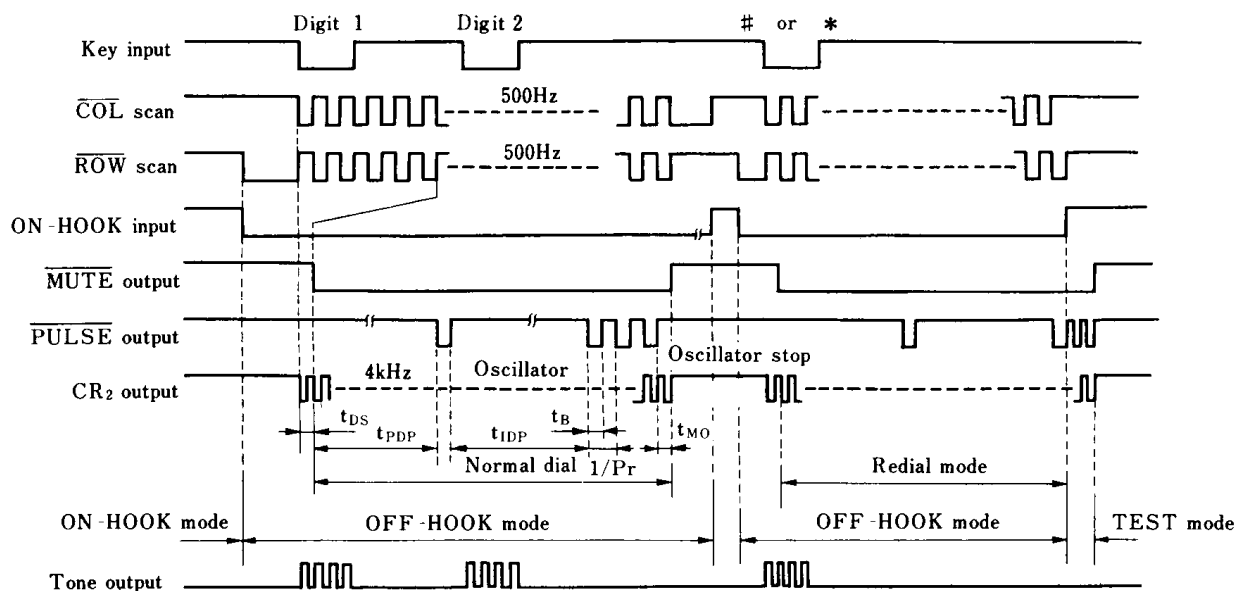 Digit 1 Digit 2 # or *
Key input
COL scan 500Hz
ROW scan 500Hz
ON-HOOK input
MUTE output
PULSE output
Oscillator stop
CR2 output 4kHz Oscillator
tDS tPDP tIDP tB tMO
Normal dial 1/Pr Redial mode
ON-HOOK mode OFF-HOOK mode OFF-HOOK mode TEST mode
Tone output